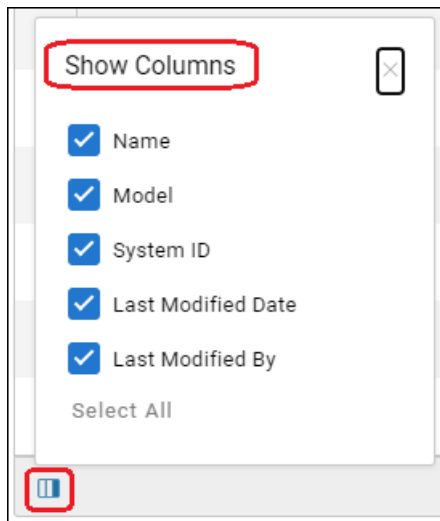 Show Columns
Name
Model
System ID
Last Modified Date
Last Modified By
Select All